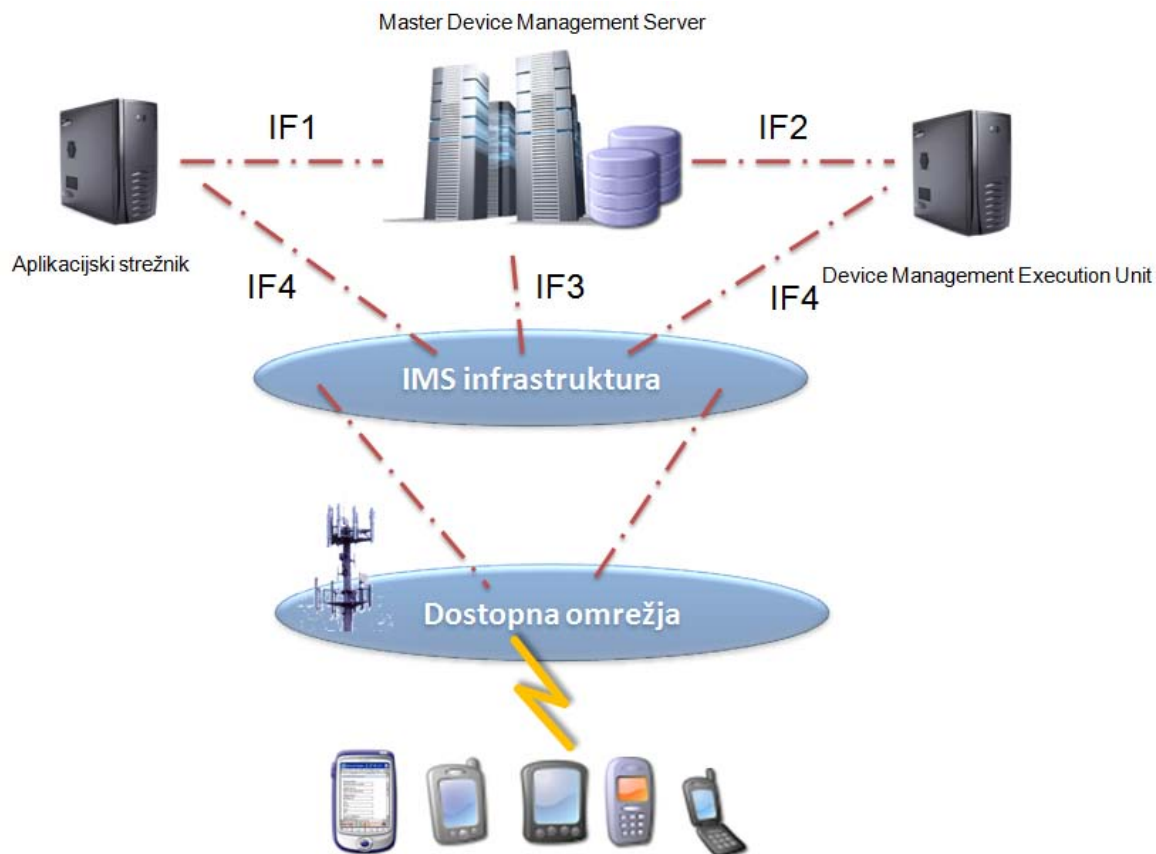 Master Device Management Server
IF1
IF2
Aplikacijski strežnik
Device Management Execution Unit
IF4
IF3
IF4
IMS infrastruktura
Dostopna omrežja